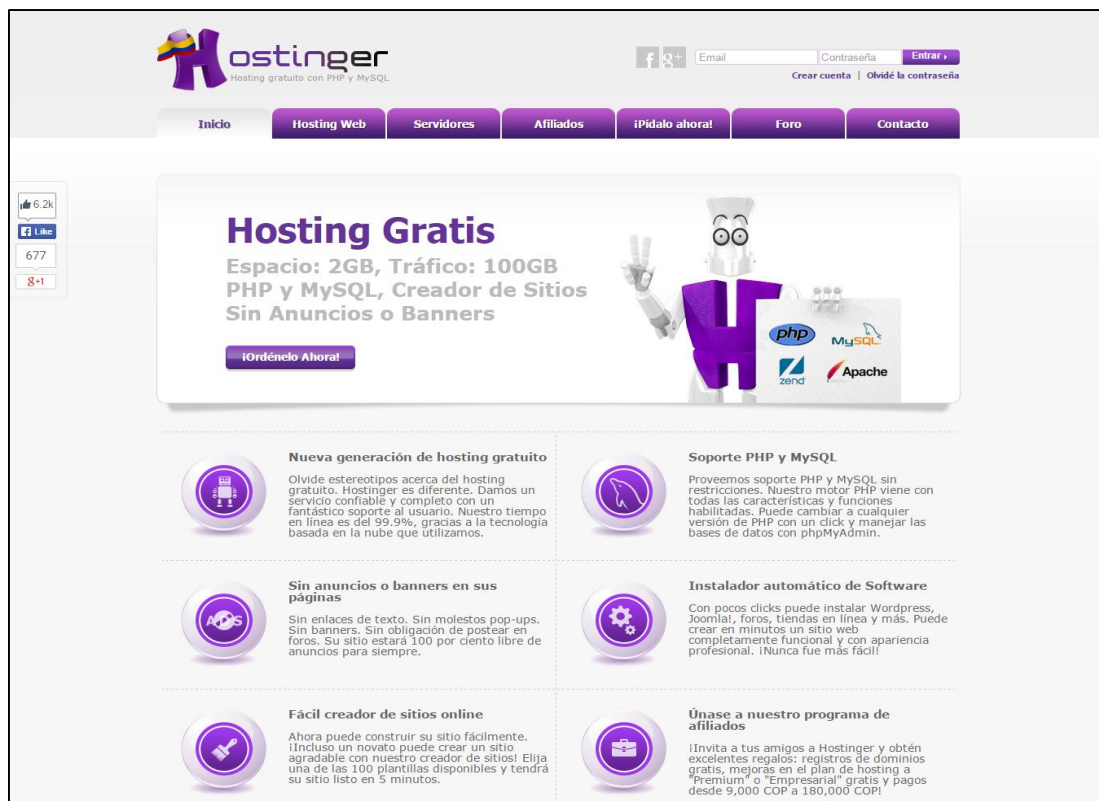 Hostinger
Hosting gratuito con PHP y MySQL
f g+ Email Contraseña Entrar
Crear cuenta | Olvidé la contraseña
Inicio Hosting Web Servidores Afiliados ¡Pídalo ahora! Foro Contacto
6.2k
f Like
677
g+1
Hosting Gratis
Espacio: 2GB, Tráfico: 100GB
PHP y MySQL, Creador de Sitios
Sin Anuncios o Banners
¡Ordénelo Ahora!
php MySQL
zend Apache
Nueva generación de hosting gratuito
Olvide estereotipos acerca del hosting
gratuito. Hostinger es diferente. Damos un
servicio confiable y completo con un
fantástico soporte al usuario. Nuestro tiempo
en línea es del 99.9%, gracias a la tecnología
basada en la nube que utilizamos.
Soporte PHP y MySQL
Proveemos soporte PHP y MySQL sin
restricciones. Nuestro motor PHP viene con
todas las características y funciones
habilitadas. Puede cambiar a cualquier
versión de PHP con un click y manejar las
bases de datos con phpMyAdmin.
ADS
Sin anuncios o banners en sus
páginas
Sin enlaces de texto. Sin molestos pop-ups.
Sin banners. Sin obligación de postear en
foros. Su sitio estará 100 por ciento libre de
anuncios para siempre.
Instalador automático de Software
Con pocos clicks puede instalar Wordpress,
Joomla!, foros, tiendas en línea y más. Puede
crear en minutos un sitio web
completamente funcional y con apariencia
profesional. ¡Nunca fue más fácil!
Fácil creador de sitios online
Ahora puede construir su sitio fácilmente.
¡Incluso un novato puede crear un sitio
agradable con nuestro creador de sitios! Elija
una de las 100 plantillas disponibles y tendrá
su sitio listo en 5 minutos.
Únase a nuestro programa de
afiliados
¡Invita a tus amigos a Hostinger y obtén
excelentes regalos: registros de dominios
gratis, mejoras en el plan de hosting a
"Premium" o "Empresarial" gratis y pagos
desde 9,000 COP a 180,000 COP!